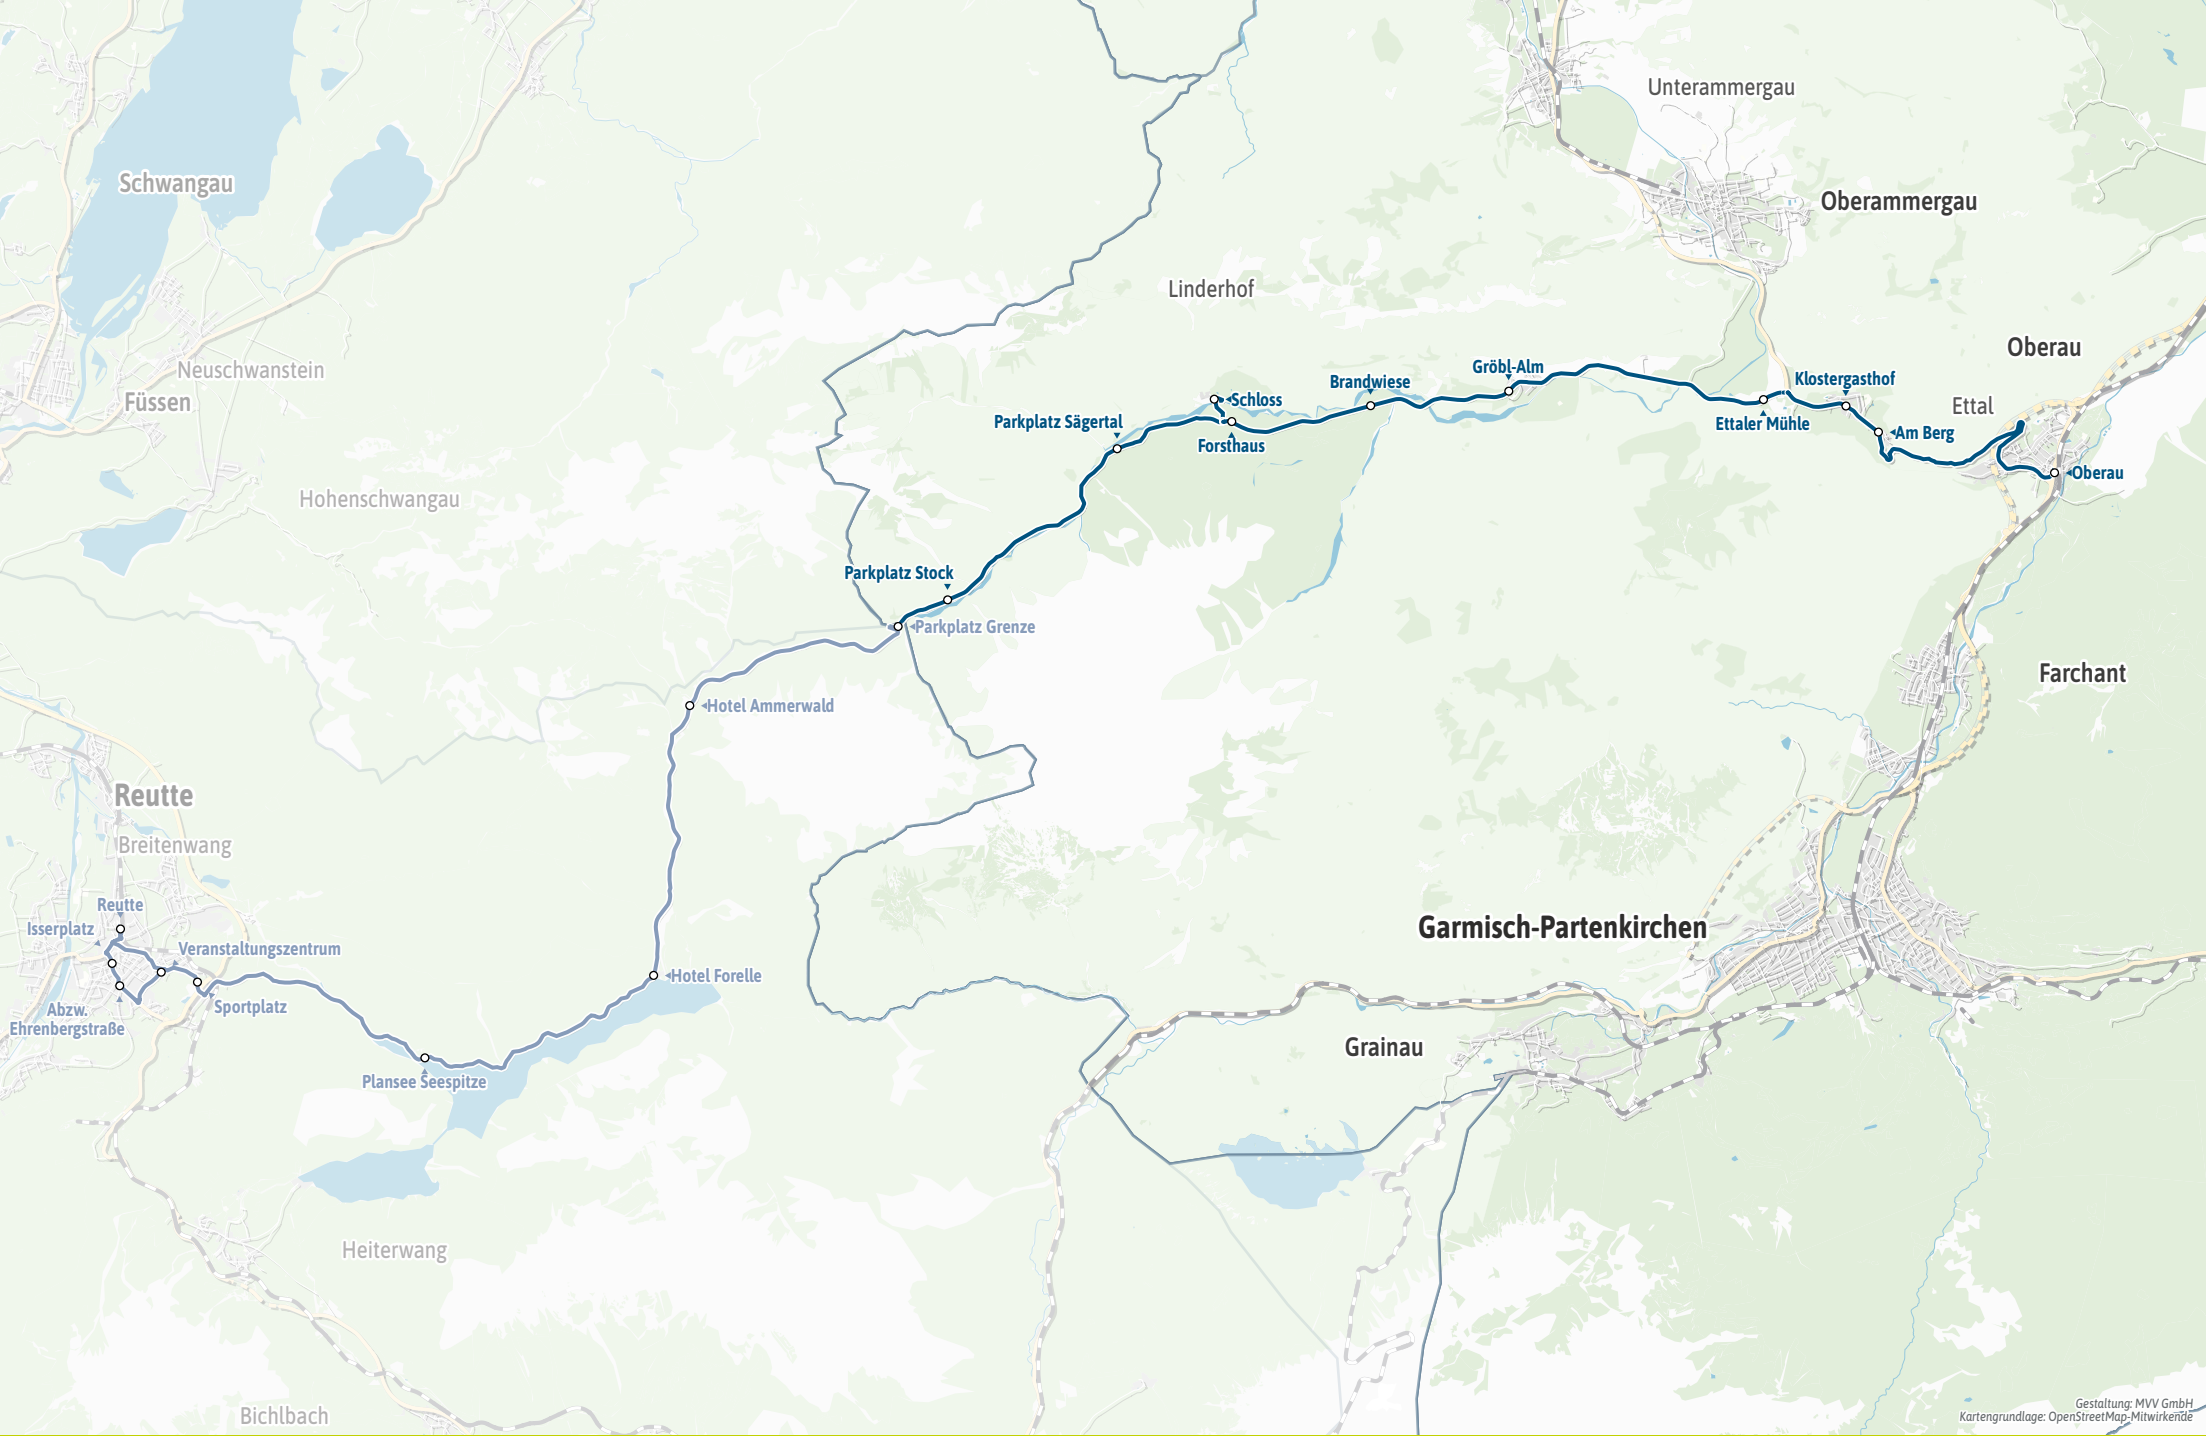 Unterammergau
Schwangau
Oberammergau
Linderhof
Oberau
Neuschwanstein
Gröbl-Alm
Klostergasthof
Brandwiese
Füssen
Schloss
Ettal
Parkplatz Sägertal
Ettaler Mühle
Am Berg
Forsthaus
Oberau
Hohenschwangau
Parkplatz Stock
Parkplatz Grenze
Farchant
Hotel Ammerwald
Reutte
Breitenwang
Reutte
Isserplatz
Garmisch-Partenkirchen
Veranstaltungszentrum
Hotel Forelle
Sportplatz
Abzw.
Ehrenbergstraße
Grainau
Plansee Seespitze
Heiterwang
Bichlbach
Gestaltung: MVV GmbH
Kartengrundlage: OpenStreetMap-Mitwirkende